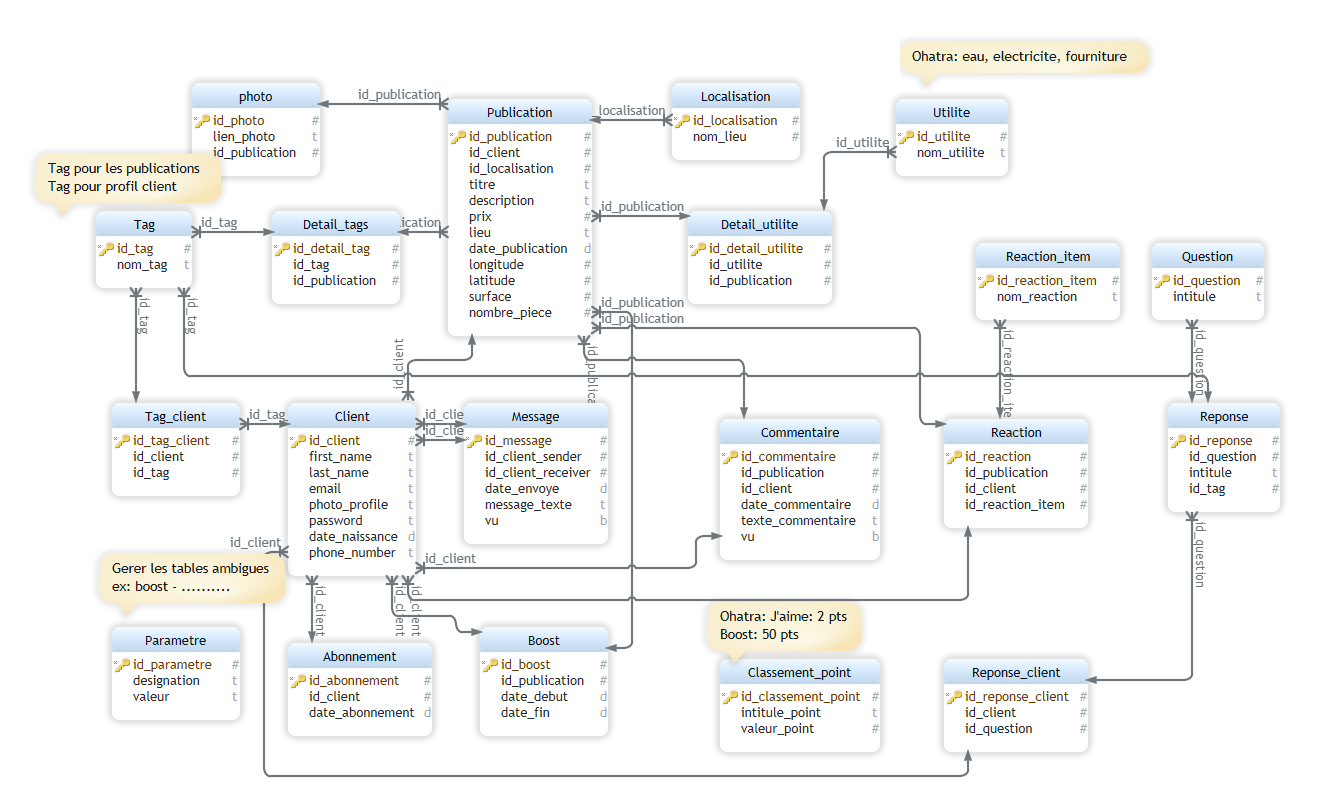 Ohatra: eau, electricite, fourniture
photo
id_photo #
lien_photo t
id_publication #
id_publication
Publication
id_publication #
id_client #
id_localisation #
titre t
description t
prix #
lieu t
date_publication d
longitude #
latitude #
surface #
nombre_piece #
localisation
Localisation
id_localisation #
nom_lieu #
Utilite
id_utilite #
nom_utilite t
id_utilite
Tag pour les publications
Tag pour profil client
Tag
id_tag #
nom_tag t
id_tag
Detail_tags
id_detail_tag #
id_tag #
id_publication #
ication
id_publication
Detail_utilite
id_detail_utilite #
id_utilite #
id_publication #
Reaction_item
id_reaction_item #
nom_reaction t
Question
id_question #
intitule t
id_publication
id_publication
id_tag
id_tag
id_client
id_publica
id_reaction_ite
id_question
Tag_client
id_tag_client #
id_client #
id_tag #
id_tag
Client
id_client #
first_name t
last_name t
email t
photo_profile t
password t
date_naissance d
phone_number t
id_clie
id_clie
Message
id_message #
id_client_sender #
id_client_receiver #
date_envoye d
message_texte t
vu b
Commentaire
id_commentaire #
id_publication #
id_client #
date_commentaire d
texte_commentaire t
vu b
Reaction
id_reaction #
id_publication #
id_client #
id_reaction_item #
Reponse
id_reponse #
id_question #
intitule t
id_tag #
id_client
id_client
id_question
Gerer les tables ambigues
ex: boost - ..........
id_client
id_client
id_client
Parametre
id_parametre #
designation t
valeur t
Abonnement
id_abonnement #
id_client #
date_abonnement d
Boost
id_boost #
id_publication #
date_debut d
date_fin d
Ohatra: J'aime: 2 pts
Boost: 50 pts
Classement_point
id_classement_point #
intitule_point t
valeur_point #
Reponse_client
id_reponse_client #
id_client #
id_question #